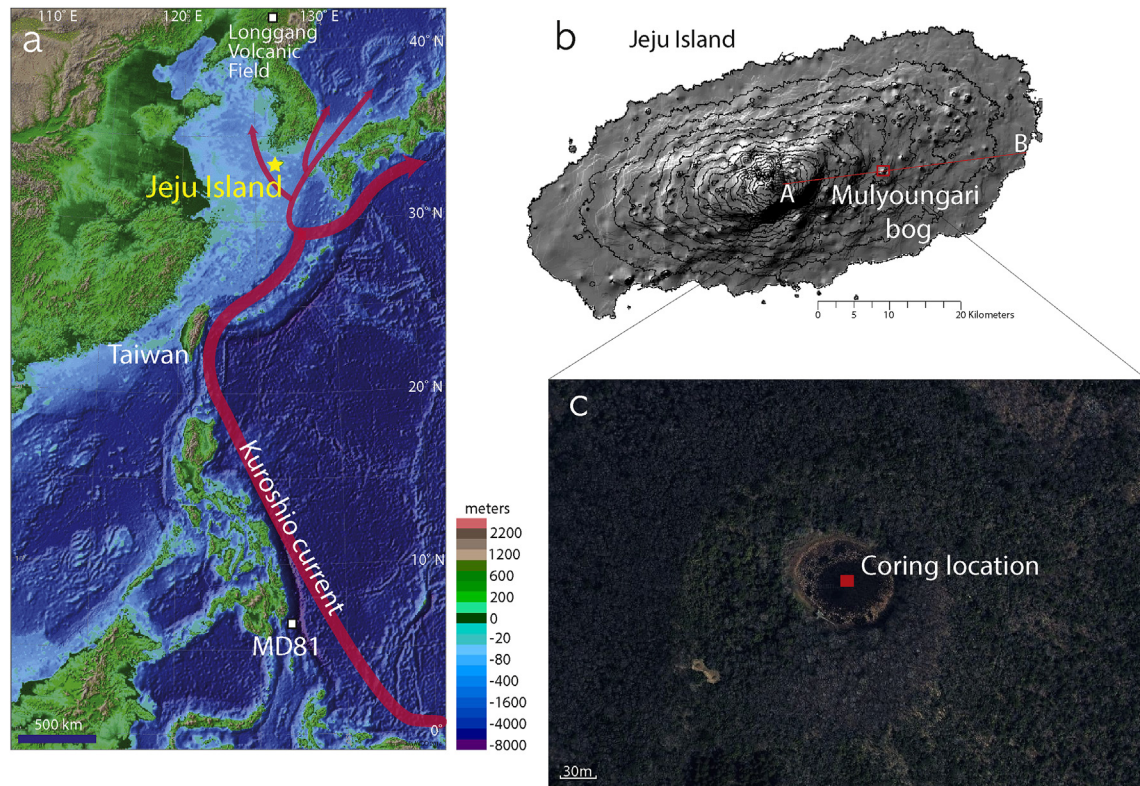 a
110° E
120° E
130° E
Longgang
Volcanic
Field
40° N
Jeju Island
30° N
Taiwan
20° N
Kuroshio current
10° N
MD81
500 km
0°
meters
2200
1200
600
200
0
-20
-80
-400
-1600
-4000
-8000
b
Jeju Island
A
B
Mulyoungari
bog
0 5 10 20 Kilometers
c
Coring location
30m